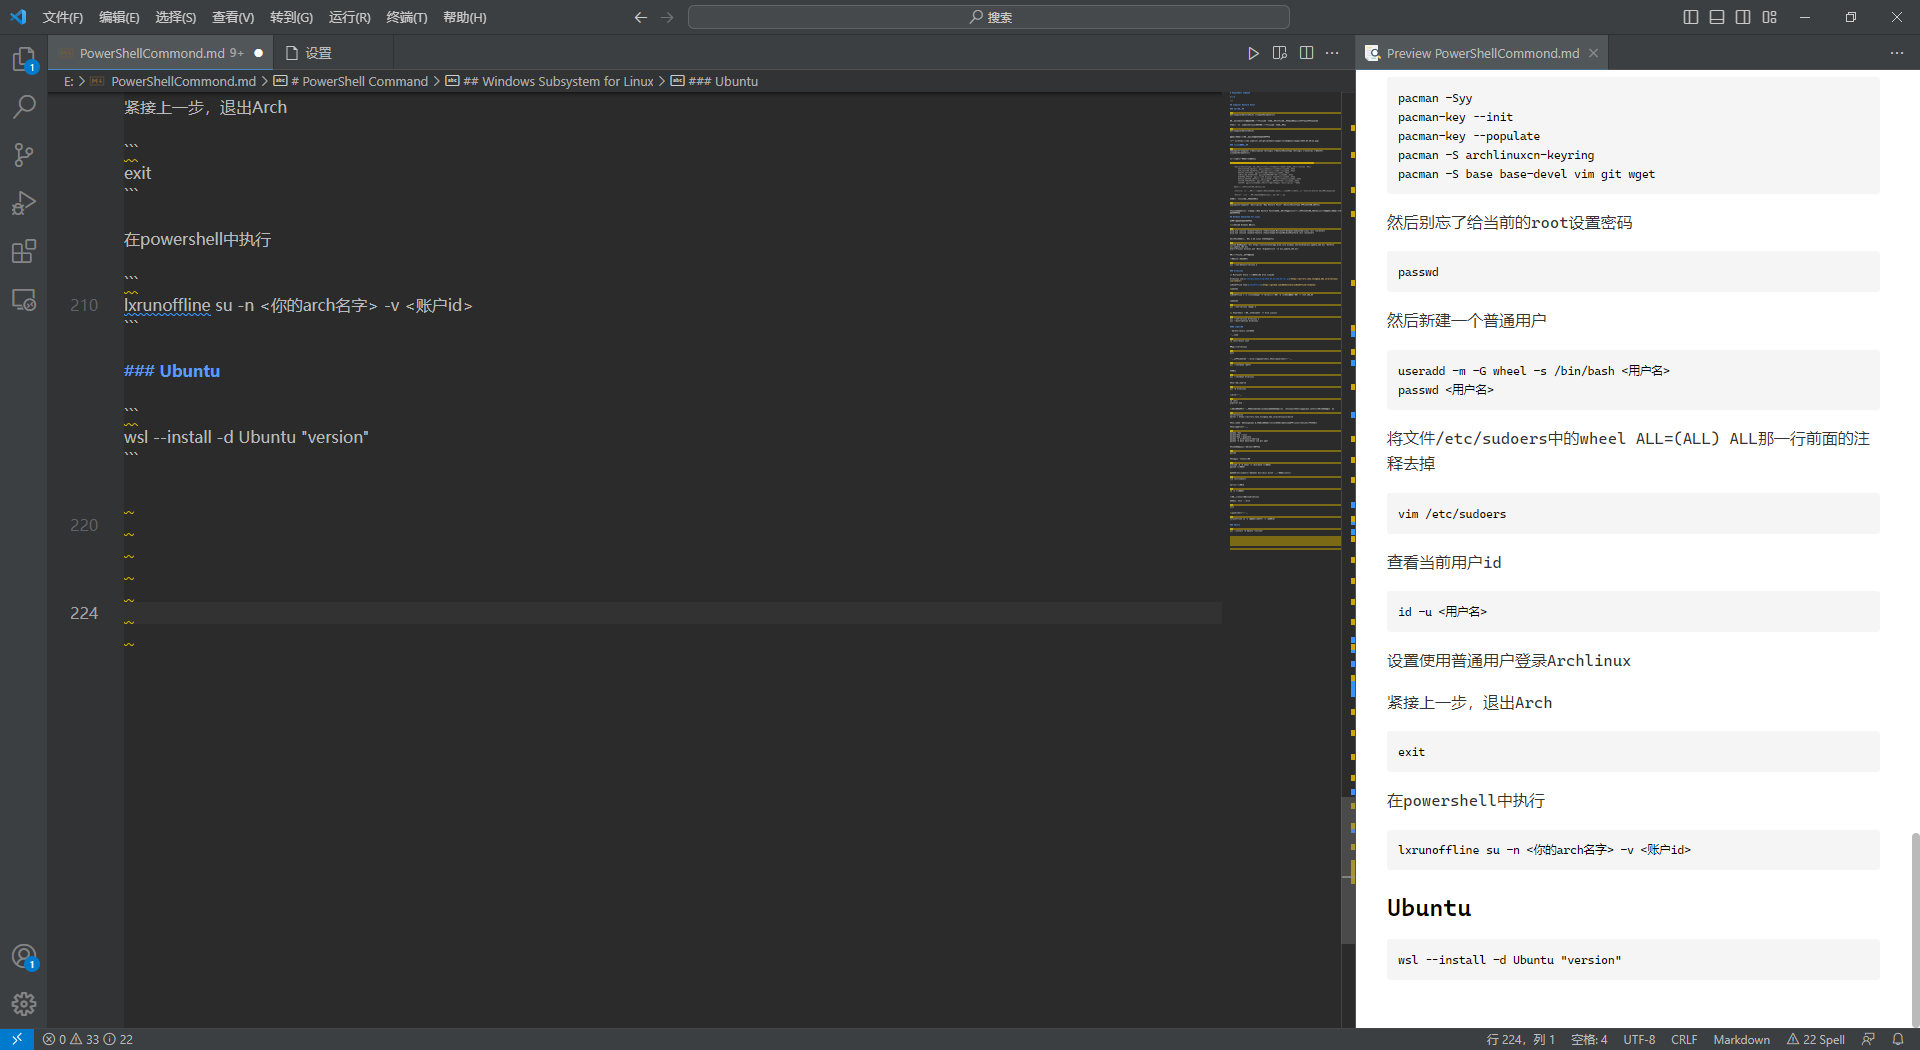 文件(F) 编辑(E) 选择(S) 查看(V) 转到(G) 运行(R) 终端(T) 帮助(H) 搜索
PowerShellCommond.md 9+ 设置
E: > PowerShellCommond.md > # PowerShell Command > ## Windows Subsystem for Linux > ### Ubuntu
紧接上一步，退出Arch
```
exit
```
在powershell中执行
```
210 lxrunoffline su -n <你的arch名字> -v <账户id>
```
### Ubuntu
```
wsl --install -d Ubuntu "version"
```
220
224
Preview PowerShellCommond.md
pacman -Syy
pacman-key --init
pacman-key --populate
pacman -S archlinuxcn-keyring
pacman -S base base-devel vim git wget
然后别忘了给当前的root设置密码
passwd
然后新建一个普通用户
useradd -m -G wheel -s /bin/bash <用户名>
passwd <用户名>
将文件/etc/sudoers中的wheel ALL=(ALL) ALL那一行前面的注
释去掉
vim /etc/sudoers
查看当前用户id
id -u <用户名>
设置使用普通用户登录Archlinux
紧接上一步，退出Arch
exit
在powershell中执行
lxrunoffline su -n <你的arch名字> -v <账户id>
Ubuntu
wsl --install -d Ubuntu "version"
1
1
0 33 22 行 224，列 1 空格: 4 UTF-8 CRLF Markdown 22 Spell